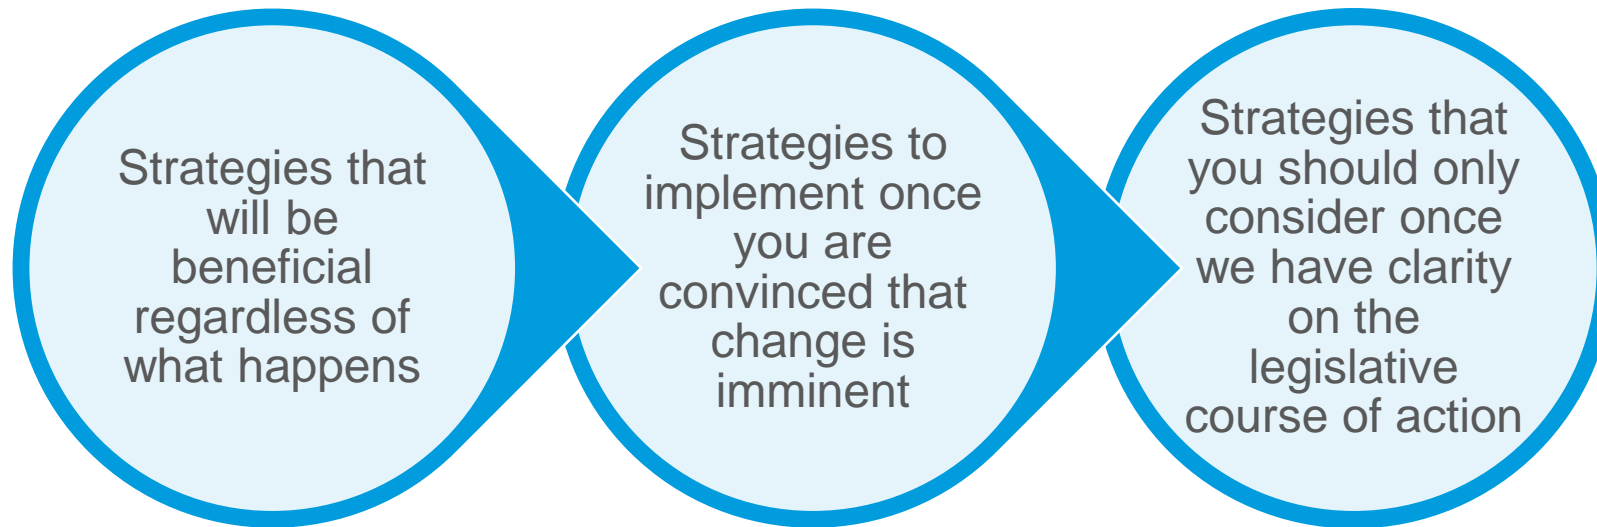 Strategies that
will be
beneficial
regardless of
what happens
Strategies to
implement once
you are
convinced that
change is
imminent
Strategies that
you should only
consider once
we have clarity
on the
legislative
course of action